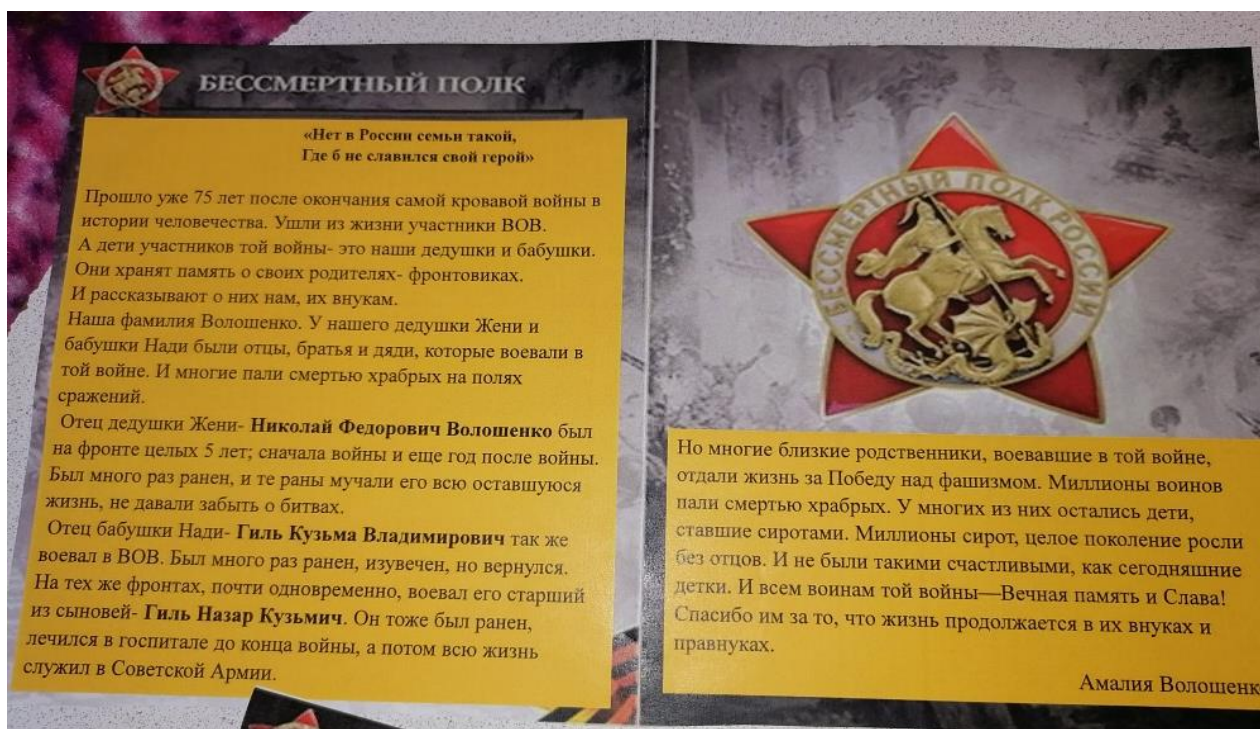 БЕССМЕРТНЫЙ ПОЛК
«Нет в России семьи такой,
Где б не славился свой герой»
Прошло уже 75 лет после окончания самой кровавой войны в
истории человечества. Ушли из жизни участники ВОВ.
А дети участников той войны- это наши дедушки и бабушки.
Они хранят память о своих родителях- фронтовиках.
И рассказывают о них нам, их внукам.
Наша фамилия Волошенко. У нашего дедушки Жени и
бабушки Нади были отцы, братья и дяди, которые воевали в
той войне. И многие пали смертью храбрых на полях
сражений.
Отец дедушки Жени- Николай Федорович Волошенко был
на фронте целых 5 лет; сначала войны и еще год после войны.
Был много раз ранен, и те раны мучали его всю оставшуюся
жизнь, не давали забыть о битвах.
Отец бабушки Нади- Гиль Кузьма Владимирович так же
воевал в ВОВ. Был много раз ранен, изувечен, но вернулся.
На тех же фронтах, почти одновременно, воевал его старший
из сыновей- Гиль Назар Кузьмич. Он тоже был ранен,
лечился в госпитале до конца войны, а потом всю жизнь
служил в Советской Армии.
БЕССМЕРТНЫЙ ПОЛК РОССИИ
Но многие близкие родственники, воевавшие в той войне,
отдали жизнь за Победу над фашизмом. Миллионы воинов
пали смертью храбрых. У многих из них остались дети,
ставшие сиротами. Миллионы сирот, целое поколение росли
без отцов. И не были такими счастливыми, как сегодняшние
детки. И всем воинам той войны—Вечная память и Слава!
Спасибо им за то, что жизнь продолжается в их внуках и
правнуках.
Амалия Волошенк